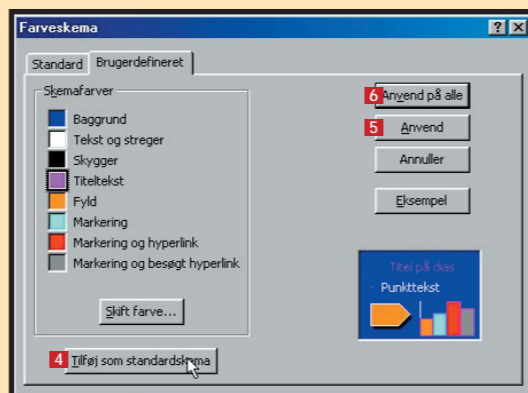 Farveskema
Standard
Brugerdefineret
Skemafarver
Baggrund
Tekst og streger
Skygger
Titeltekst
Fyld
Markering
Markering og hyperlink
Markering og besøgt hyperlink
Skift farve...
4 Tilføj som standardskema
6 Anvend på alle
5 Anvend
Annuller
Eksempel
Titel på dias
· Punkttekst